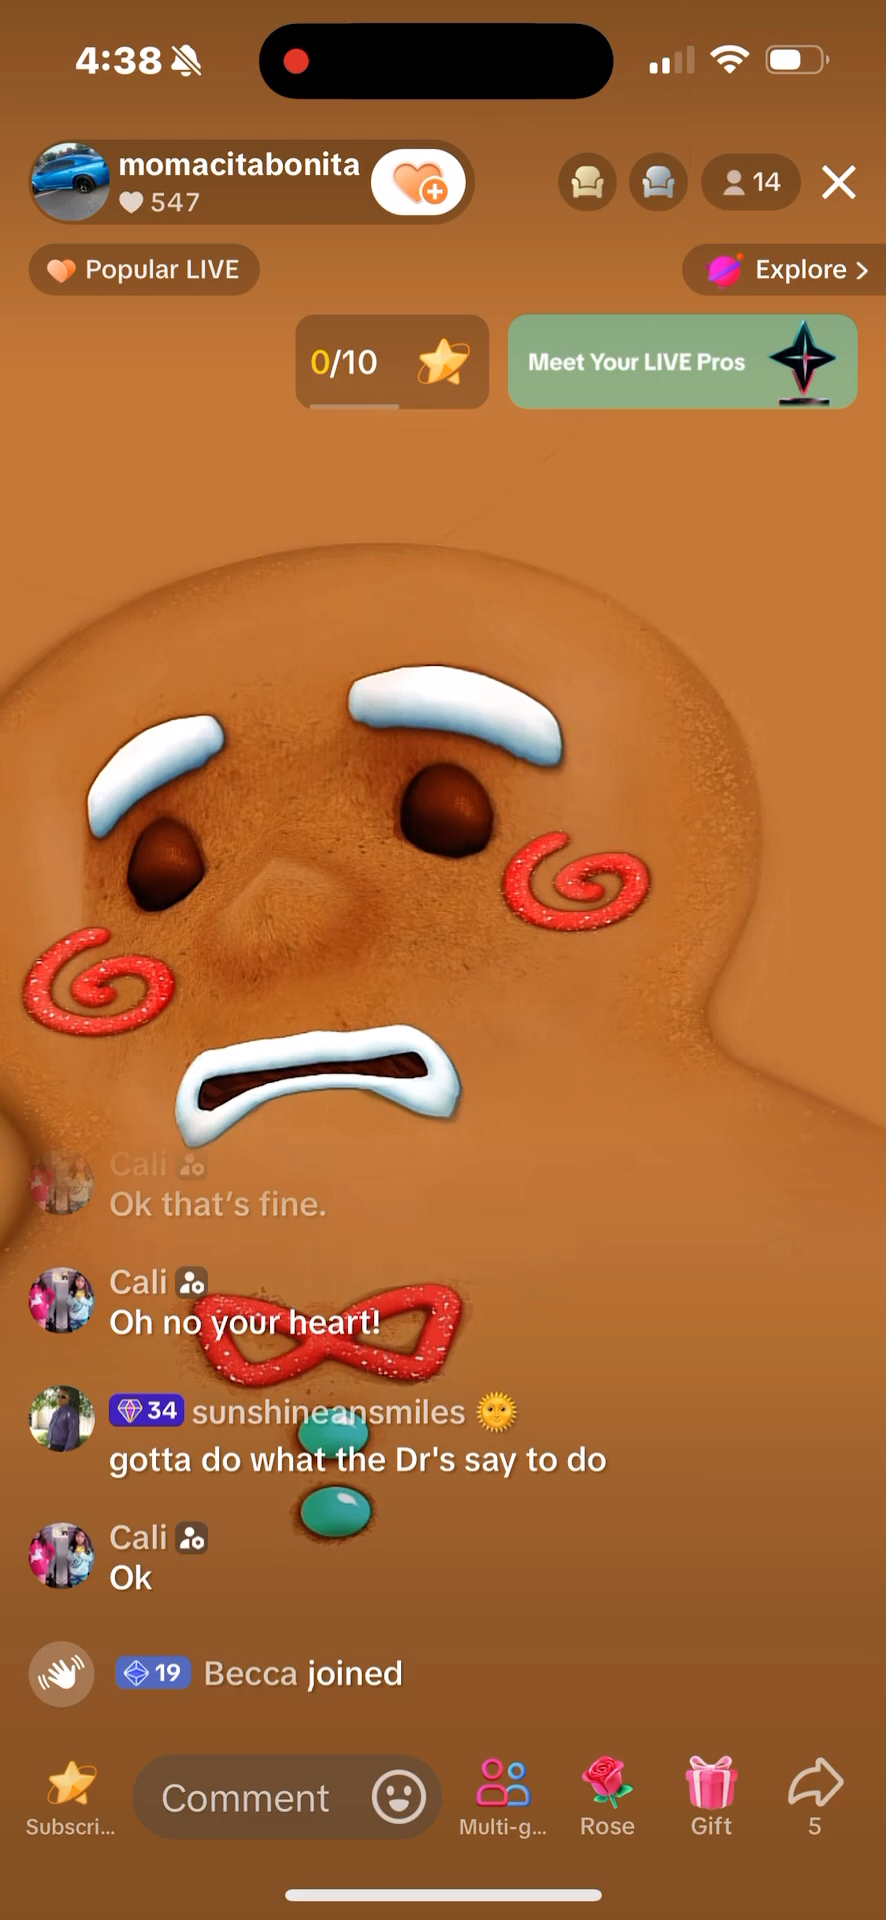 4:38
momacitabonita
547
14
Popular LIVE
Explore >
0/10
Meet Your LIVE Pros
Cali
Ok that's fine.
Cali
Oh no your heart!
34 sunshineansmiles 🌞
gotta do what the Dr's say to do
Cali
Ok
19 Becca joined
Comment
Subscri...
Multi-g...
Rose
Gift
5